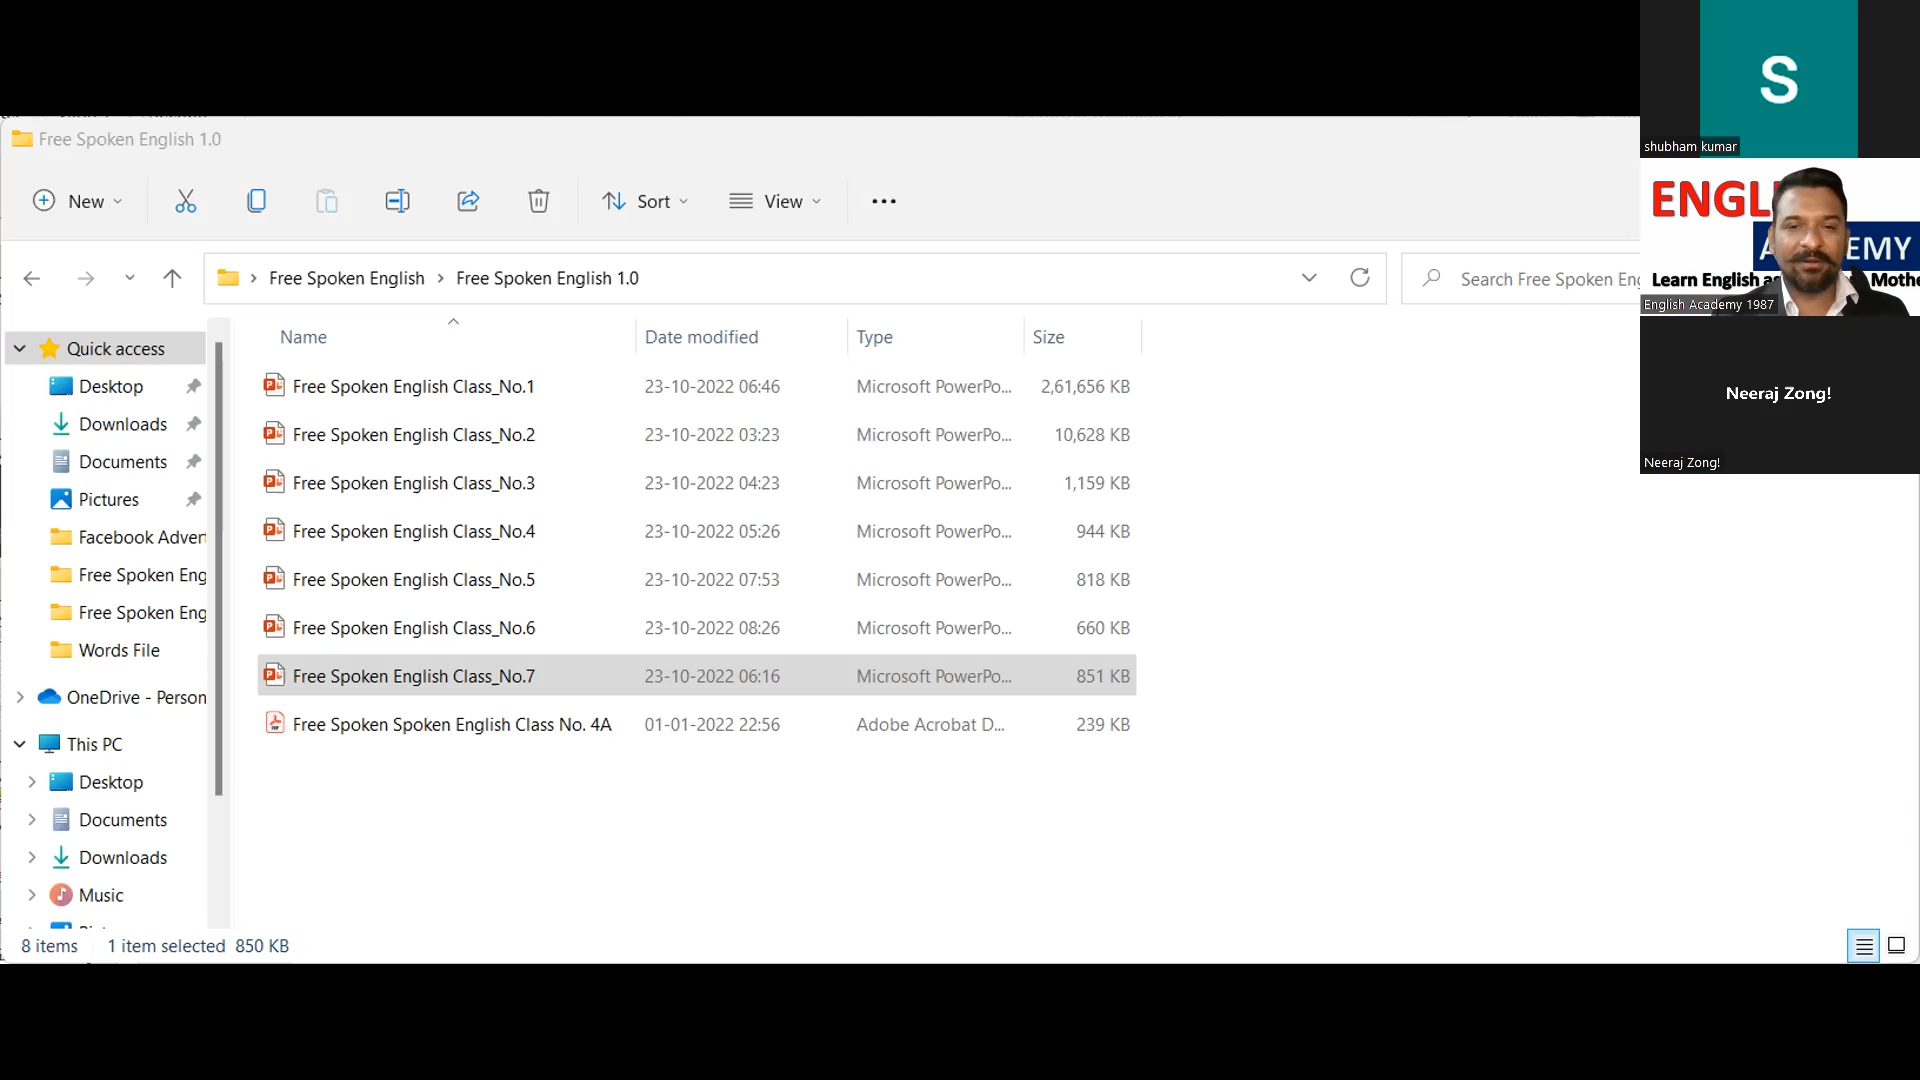 Free Spoken English 1.0
New
Sort
View
Free Spoken English
Free Spoken English 1.0
Search Free Spoken Eng
Name
Date modified
Type
Size
Free Spoken English Class_No.1 23-10-2022 06:46 Microsoft PowerPo... 2,61,656 KB
Free Spoken English Class_No.2 23-10-2022 03:23 Microsoft PowerPo... 10,628 KB
Free Spoken English Class_No.3 23-10-2022 04:23 Microsoft PowerPo... 1,159 KB
Free Spoken English Class_No.4 23-10-2022 05:26 Microsoft PowerPo... 944 KB
Free Spoken English Class_No.5 23-10-2022 07:53 Microsoft PowerPo... 818 KB
Free Spoken English Class_No.6 23-10-2022 08:26 Microsoft PowerPo... 660 KB
Free Spoken English Class_No.7 23-10-2022 06:16 Microsoft PowerPo... 851 KB
Free Spoken Spoken English Class No. 4A 01-01-2022 22:56 Adobe Acrobat D... 239 KB
Quick access
Desktop
Downloads
Documents
Pictures
Facebook Advert
Free Spoken Eng
Free Spoken Eng
Words File
OneDrive - Person
This PC
Desktop
Documents
Downloads
Music
8 items 1 item selected 850 KB
S
shubham kumar
ENGL
A EMY
Learn English as Mothe
English Academy 1987
Neeraj Zong!
Neeraj Zong!